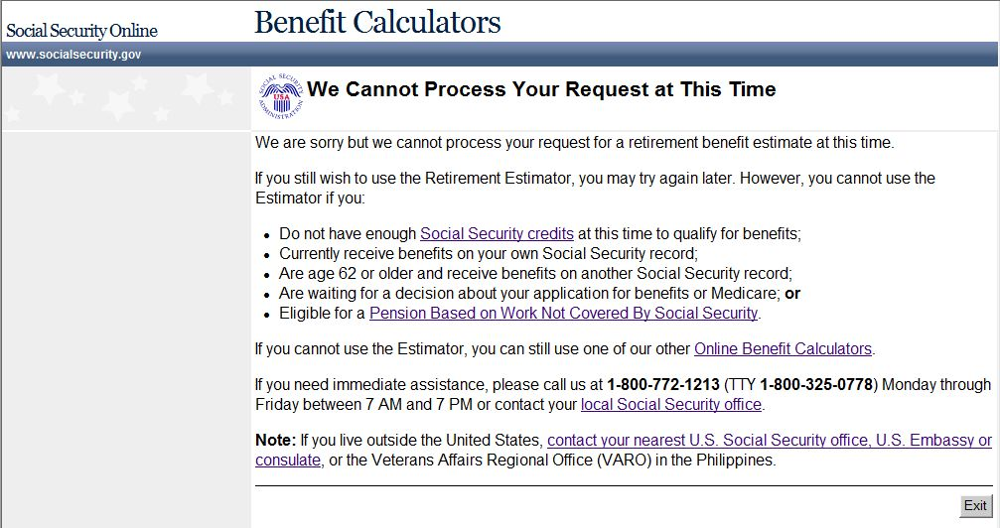 Social Security Online
Benefit Calculators
www.socialsecurity.gov
SOCIAL SECURITY
USA
ADMINISTRATION
We Cannot Process Your Request at This Time
We are sorry but we cannot process your request for a retirement benefit estimate at this time.
If you still wish to use the Retirement Estimator, you may try again later. However, you cannot use the
Estimator if you:
• Do not have enough Social Security credits at this time to qualify for benefits;
• Currently receive benefits on your own Social Security record;
• Are age 62 or older and receive benefits on another Social Security record;
• Are waiting for a decision about your application for benefits or Medicare; or
• Eligible for a Pension Based on Work Not Covered By Social Security.
If you cannot use the Estimator, you can still use one of our other Online Benefit Calculators.
If you need immediate assistance, please call us at 1-800-772-1213 (TTY 1-800-325-0778) Monday through
Friday between 7 AM and 7 PM or contact your local Social Security office.
Note: If you live outside the United States, contact your nearest U.S. Social Security office, U.S. Embassy or
consulate, or the Veterans Affairs Regional Office (VARO) in the Philippines.
Exit